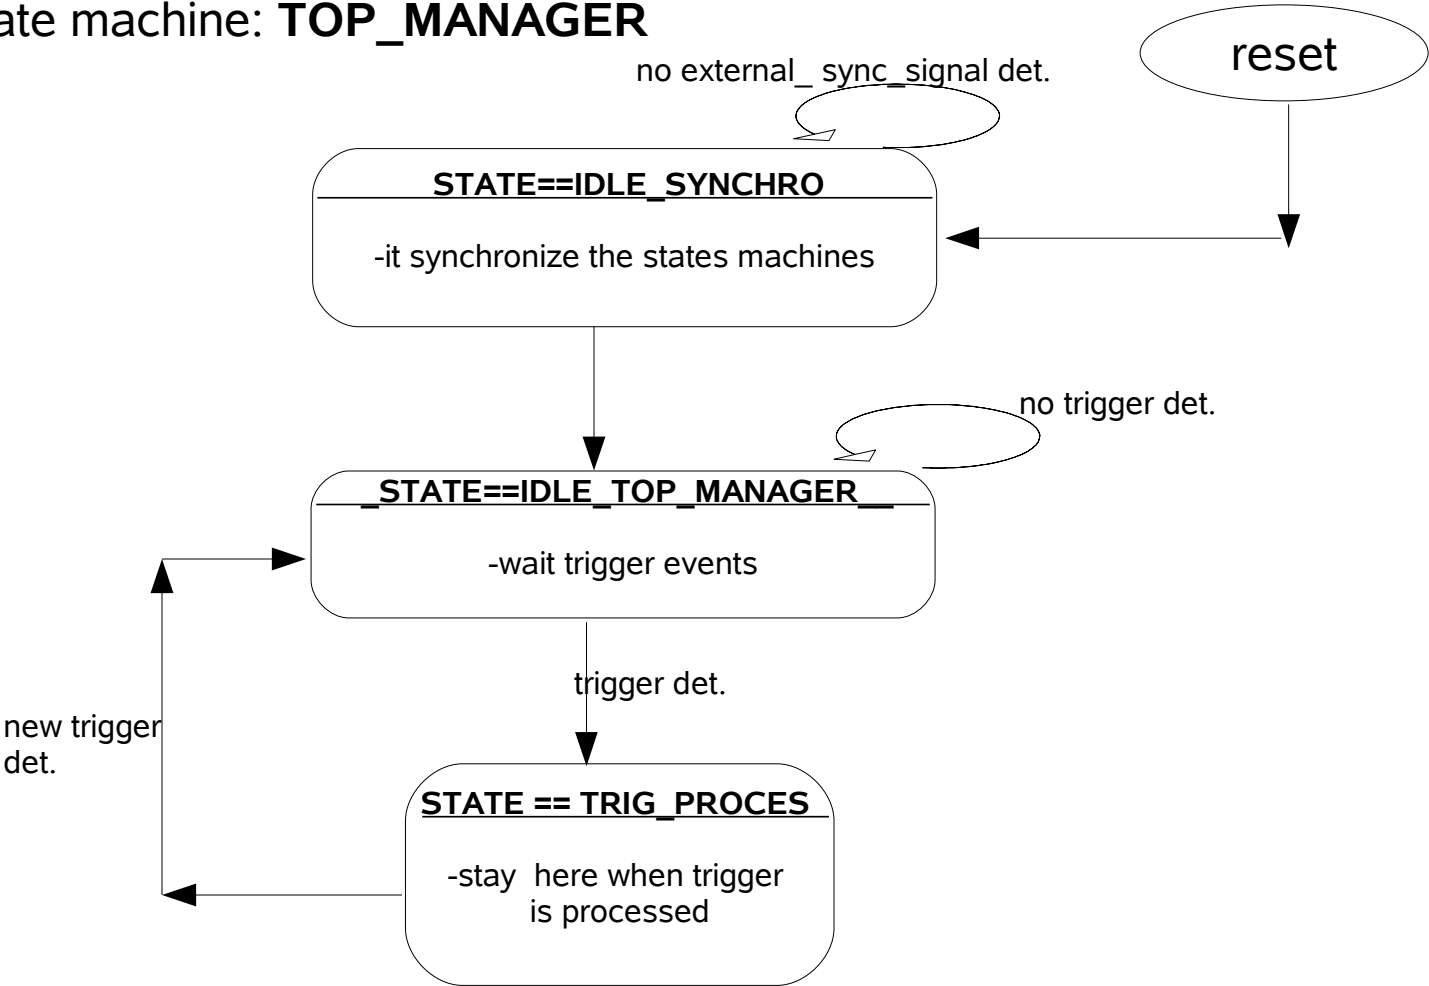 ate machine: TOP_MANAGER
reset
no external_ sync_signal det.
STATE==IDLE_SYNCHRO
-it synchronize the states machines
no trigger det.
_STATE==IDLE_TOP_MANAGER__
-wait trigger events
trigger det.
new trigger
det.
STATE == TRIG_PROCES
-stay  here when trigger
is processed